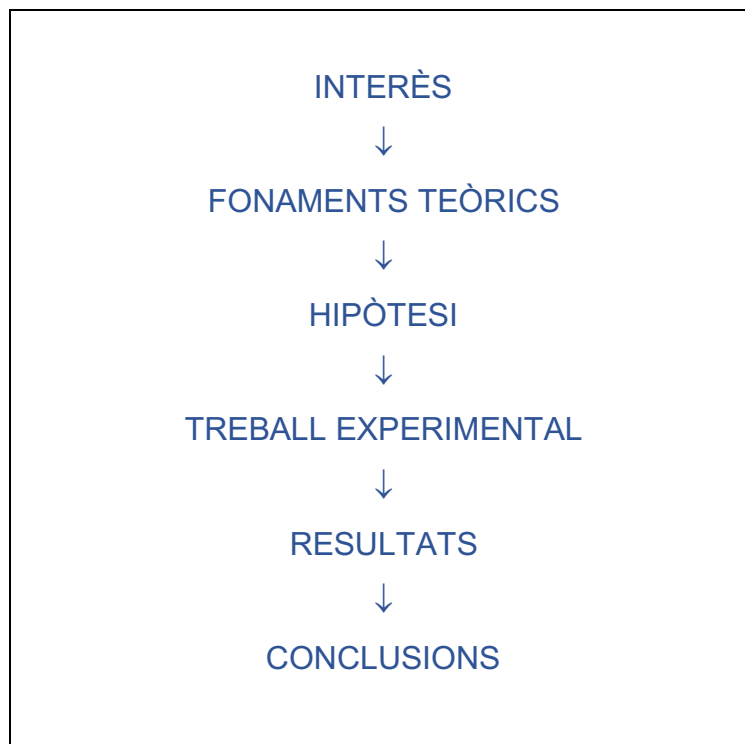 INTERÈS
↓
FONAMENTS TEÒRICS
↓
HIPÒTESI
↓
TREBALL EXPERIMENTAL
↓
RESULTATS
↓
CONCLUSIONS